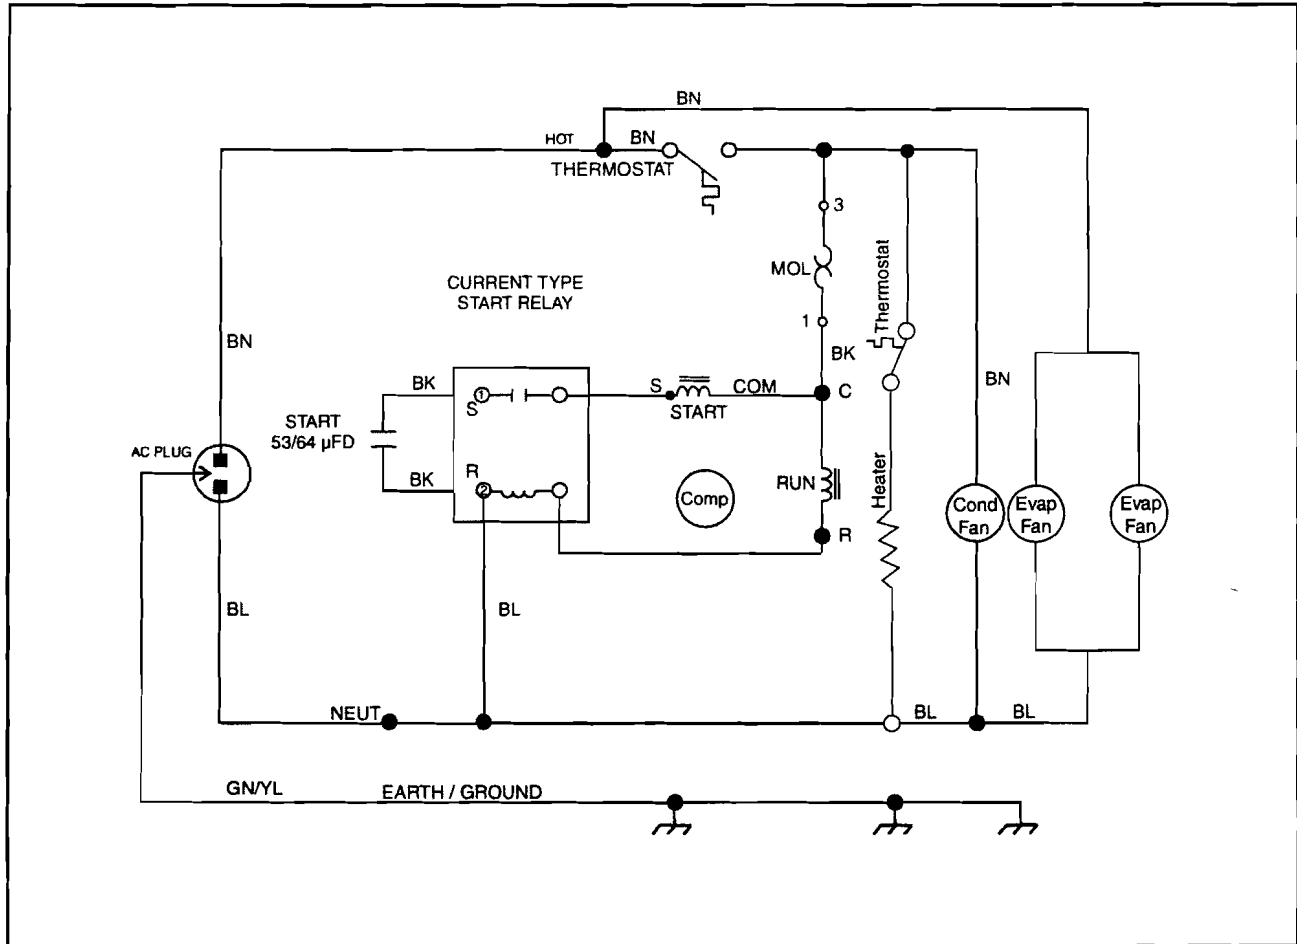 BN
HOT
BN
THERMOSTAT
3
MOL
Thermostat
CURRENT TYPE
START RELAY
1
BN
BK
BK
S
COM
C
BN
1
S
START
START
53/64 µFD
AC PLUG
R
2
BK
Comp
RUN
Heater
Cond
Fan
Evap
Fan
Evap
Fan
R
BL
BL
NEUT
BL
BL
GN/YL
EARTH / GROUND